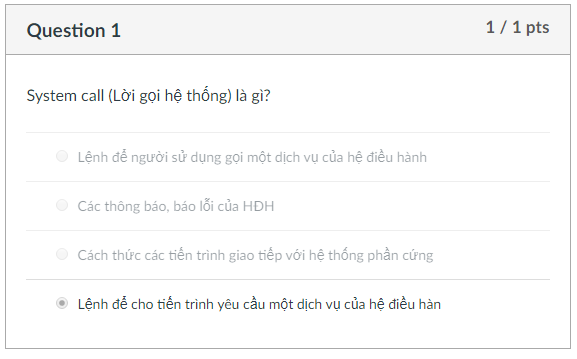 Question 1
1 / 1 pts
System call (Lời gọi hệ thống) là gì?
Lệnh để người sử dụng gọi một dịch vụ của hệ điều hành
Các thông báo, báo lỗi của HĐH
Cách thức các tiến trình giao tiếp với hệ thống phần cứng
Lệnh để cho tiến trình yêu cầu một dịch vụ của hệ điều hàn